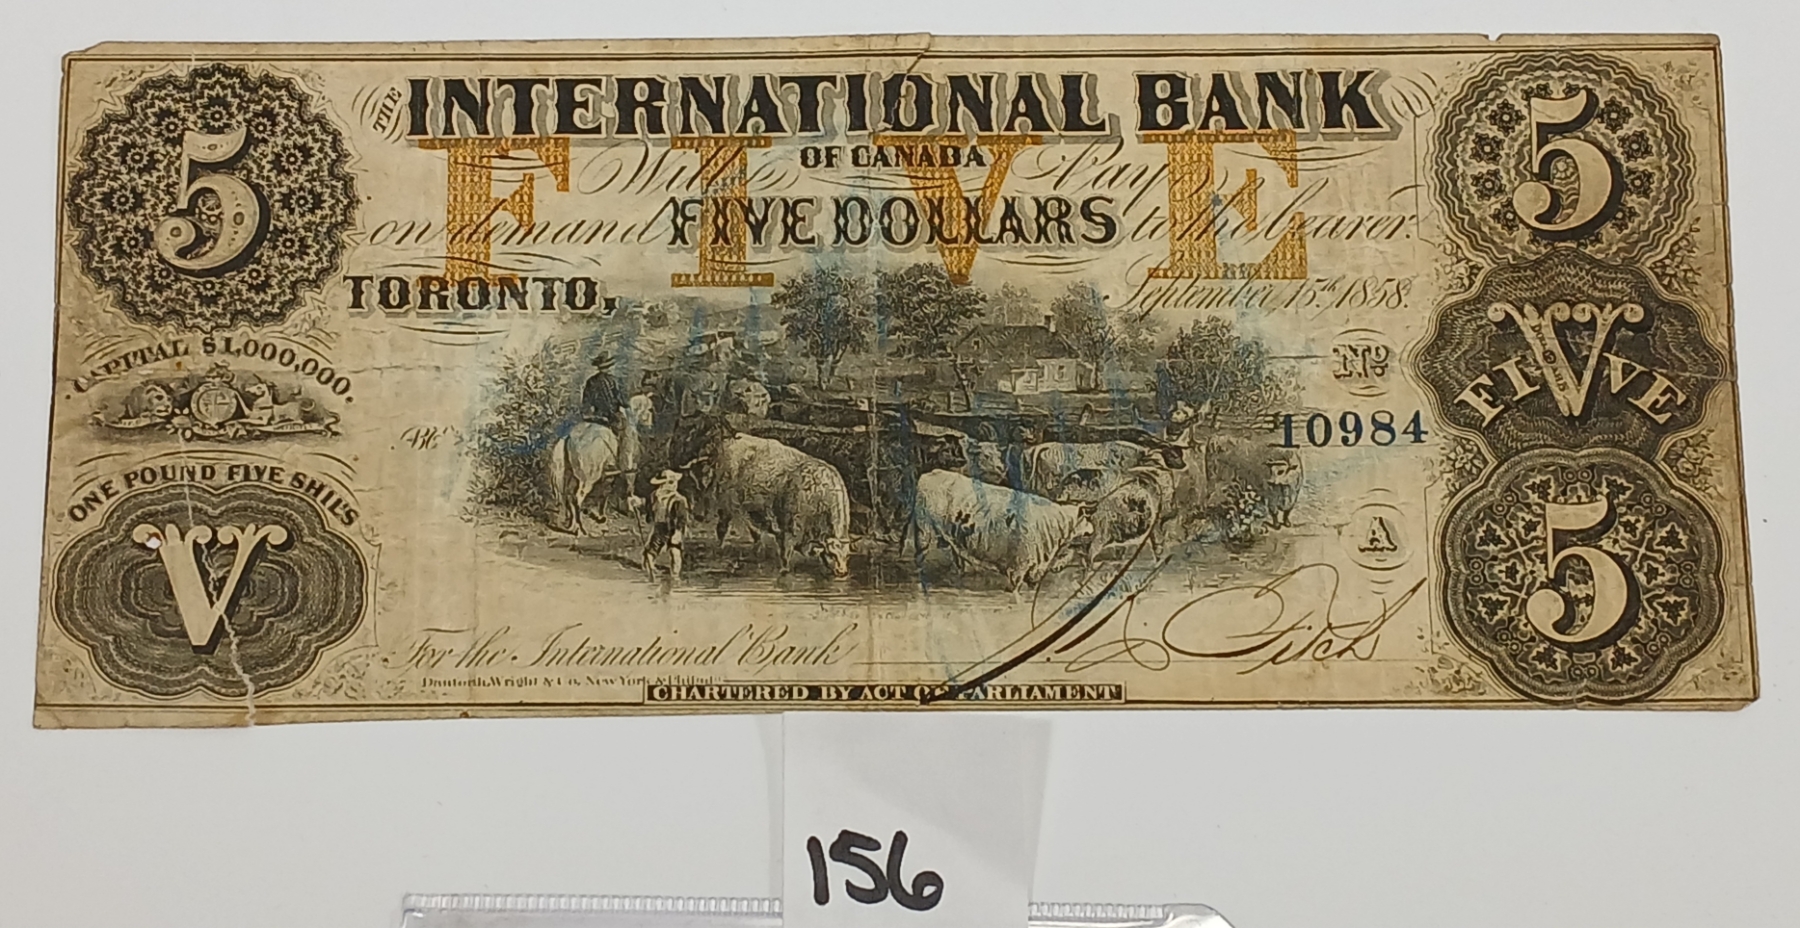 5
THE INTERNATIONAL BANK
OF CANADA
FIVE
Will Pay
on demand FIVE DOLLARS to the bearer.
TORONTO, September, 15th, 1858.
5
CAPITAL $1,000,000.
No
10984
FIVE
V
ONE POUND FIVE SHIL'S
V
A
5
For the International Bank
J. C. Fitch
Danforth, Wright & Co. New York & Philad
CHARTERED BY ACT OF PARLIAMENT
156